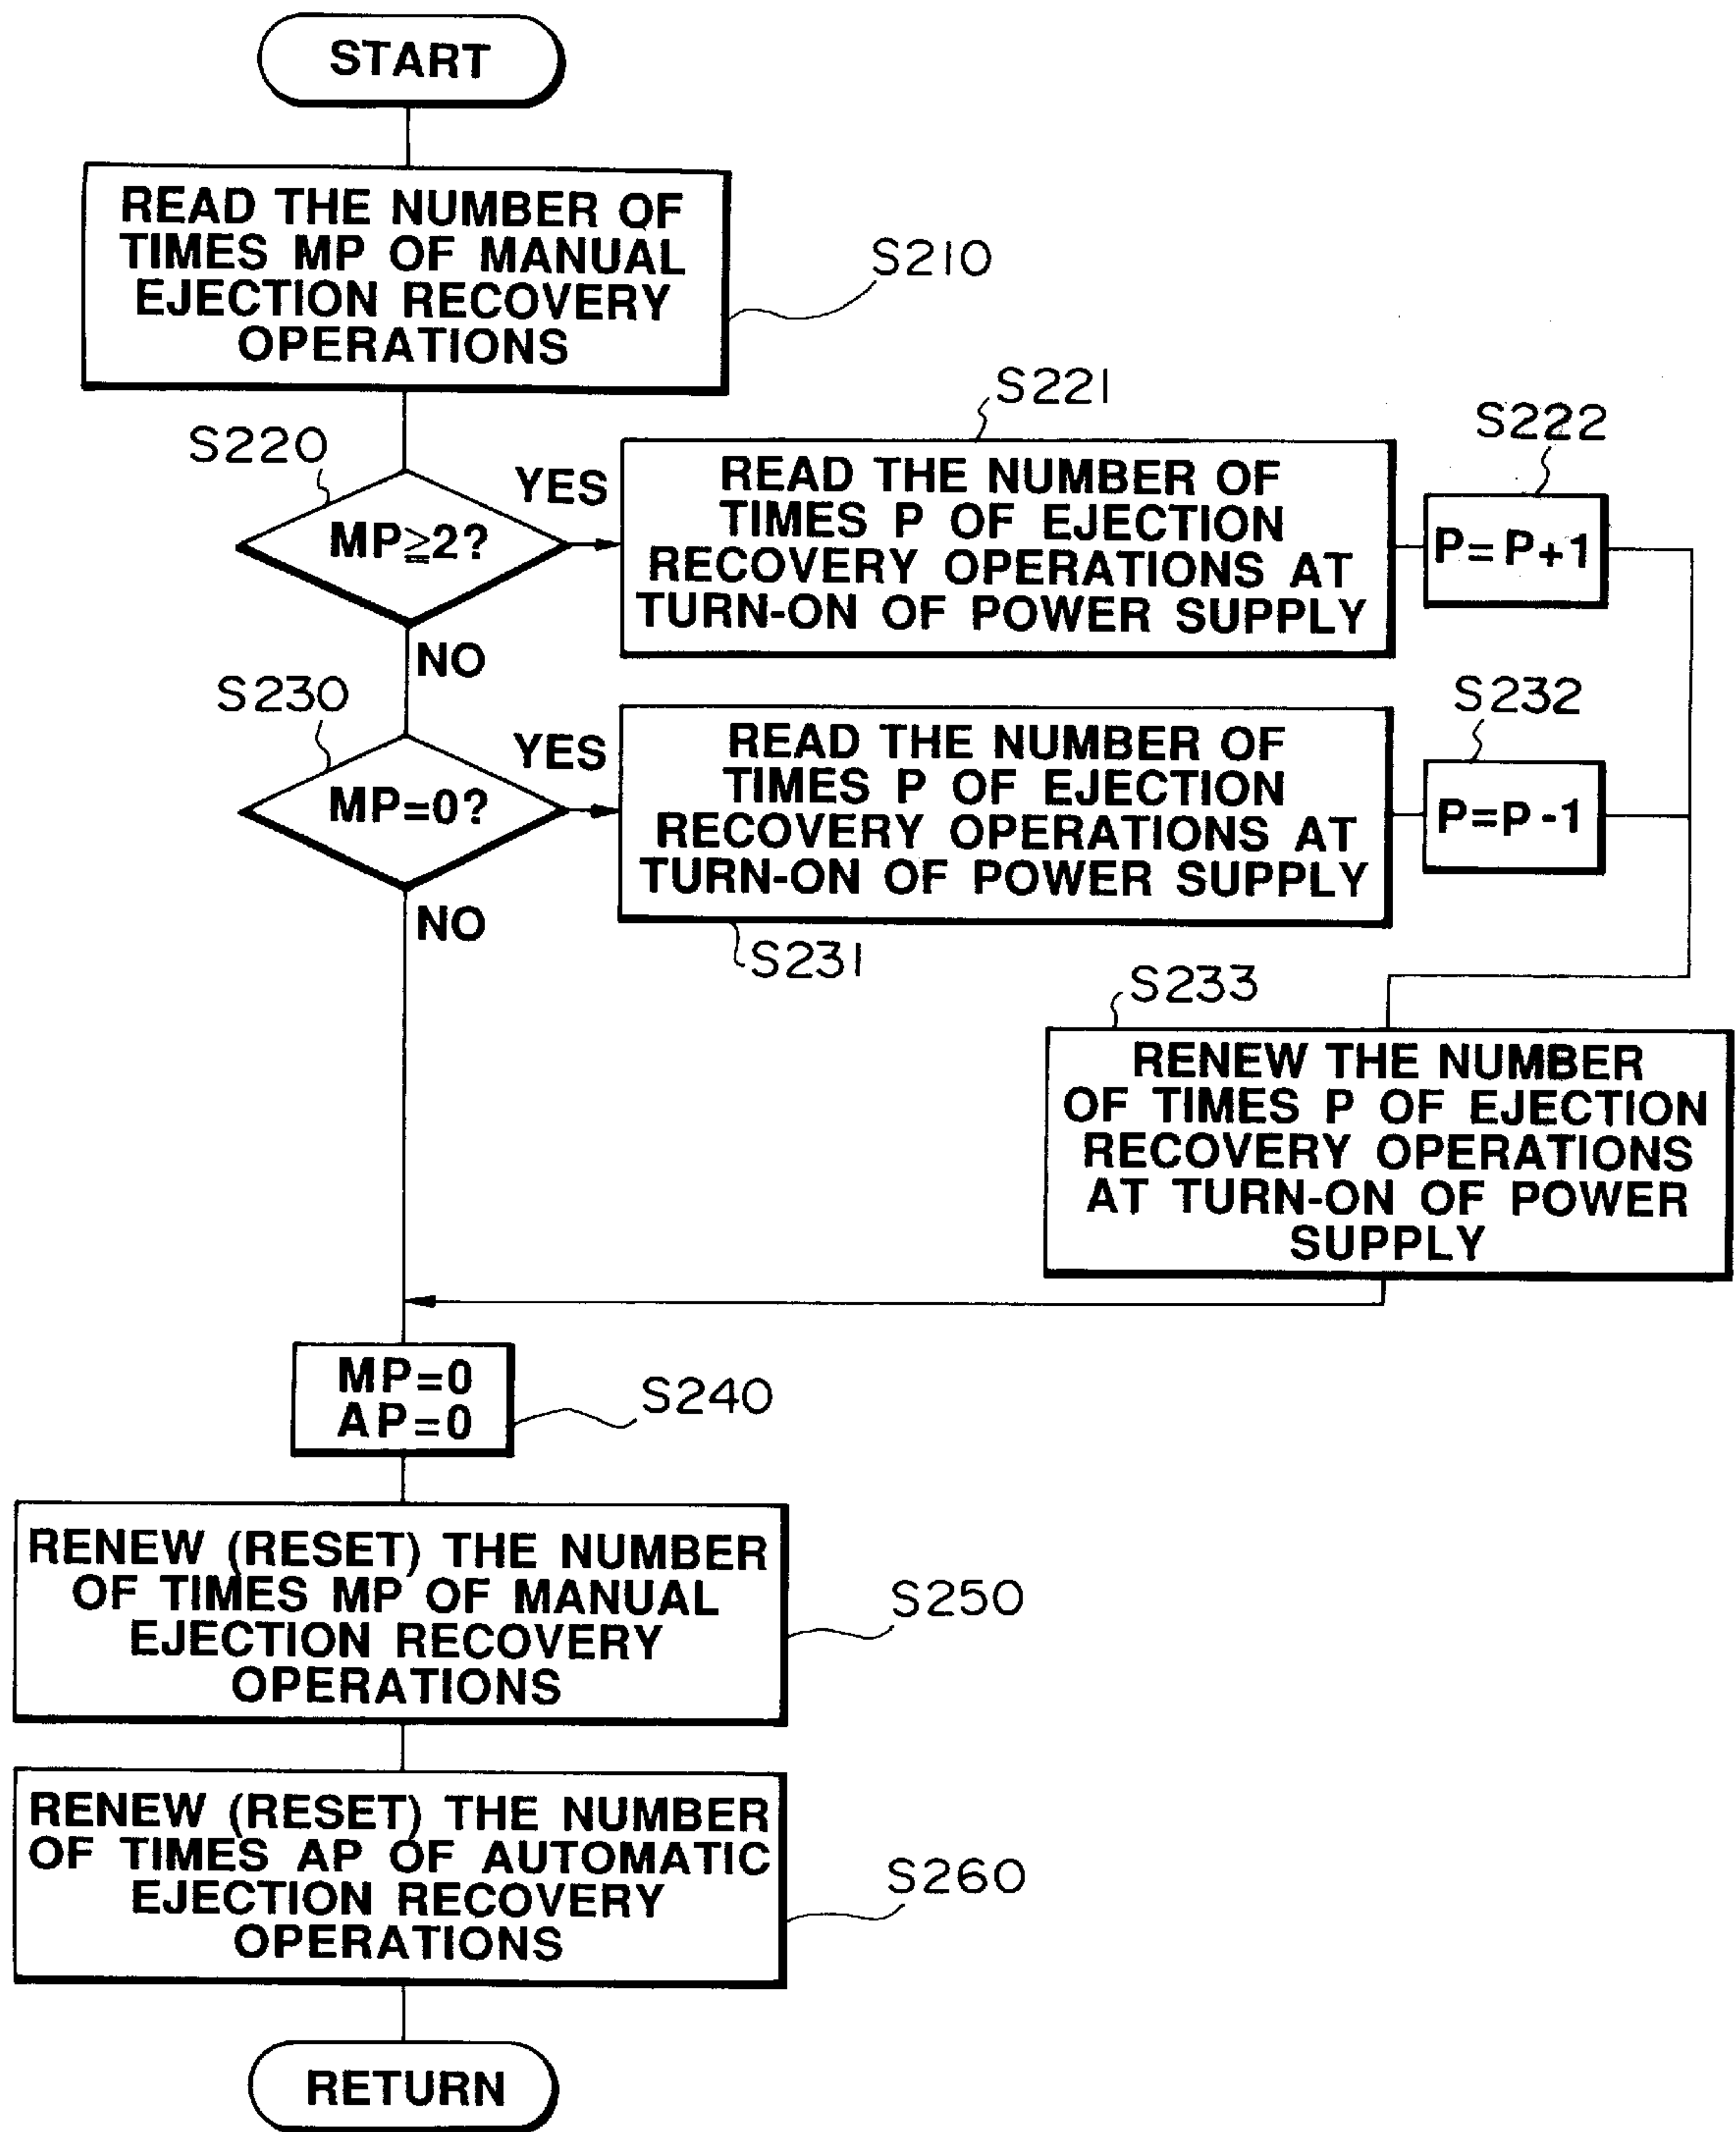 START
READ THE NUMBER OF
TIMES MP OF MANUAL
EJECTION RECOVERY
OPERATIONS
S210
S220
MP≧2?
YES
NO
S221
READ THE NUMBER OF
TIMES P OF EJECTION
RECOVERY OPERATIONS AT
TURN-ON OF POWER SUPPLY
S222
P=P+1
S230
MP=0?
YES
NO
READ THE NUMBER OF
TIMES P OF EJECTION
RECOVERY OPERATIONS AT
TURN-ON OF POWER SUPPLY
S231
S232
P=P-1
S233
RENEW THE NUMBER
OF TIMES P OF EJECTION
RECOVERY OPERATIONS
AT TURN-ON OF POWER
SUPPLY
MP=0
AP=0
S240
RENEW (RESET) THE NUMBER
OF TIMES MP OF MANUAL
EJECTION RECOVERY
OPERATIONS
S250
RENEW (RESET) THE NUMBER
OF TIMES AP OF AUTOMATIC
EJECTION RECOVERY
OPERATIONS
S260
RETURN